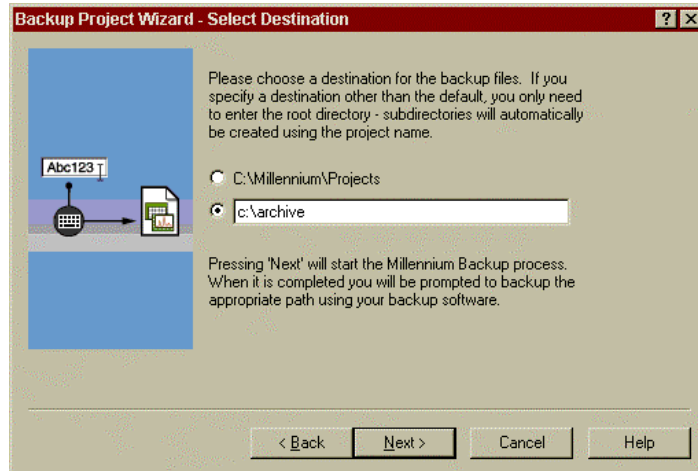 Backup Project Wizard - Select Destination
Please choose a destination for the backup files. If you
specify a destination other than the default, you only need
to enter the root directory - subdirectories will automatically
be created using the project name.
Abc123
C:\Millennium\Projects
c:\archive
Pressing 'Next' will start the Millennium Backup process.
When it is completed you will be prompted to backup the
appropriate path using your backup software.
< Back
Next >
Cancel
Help